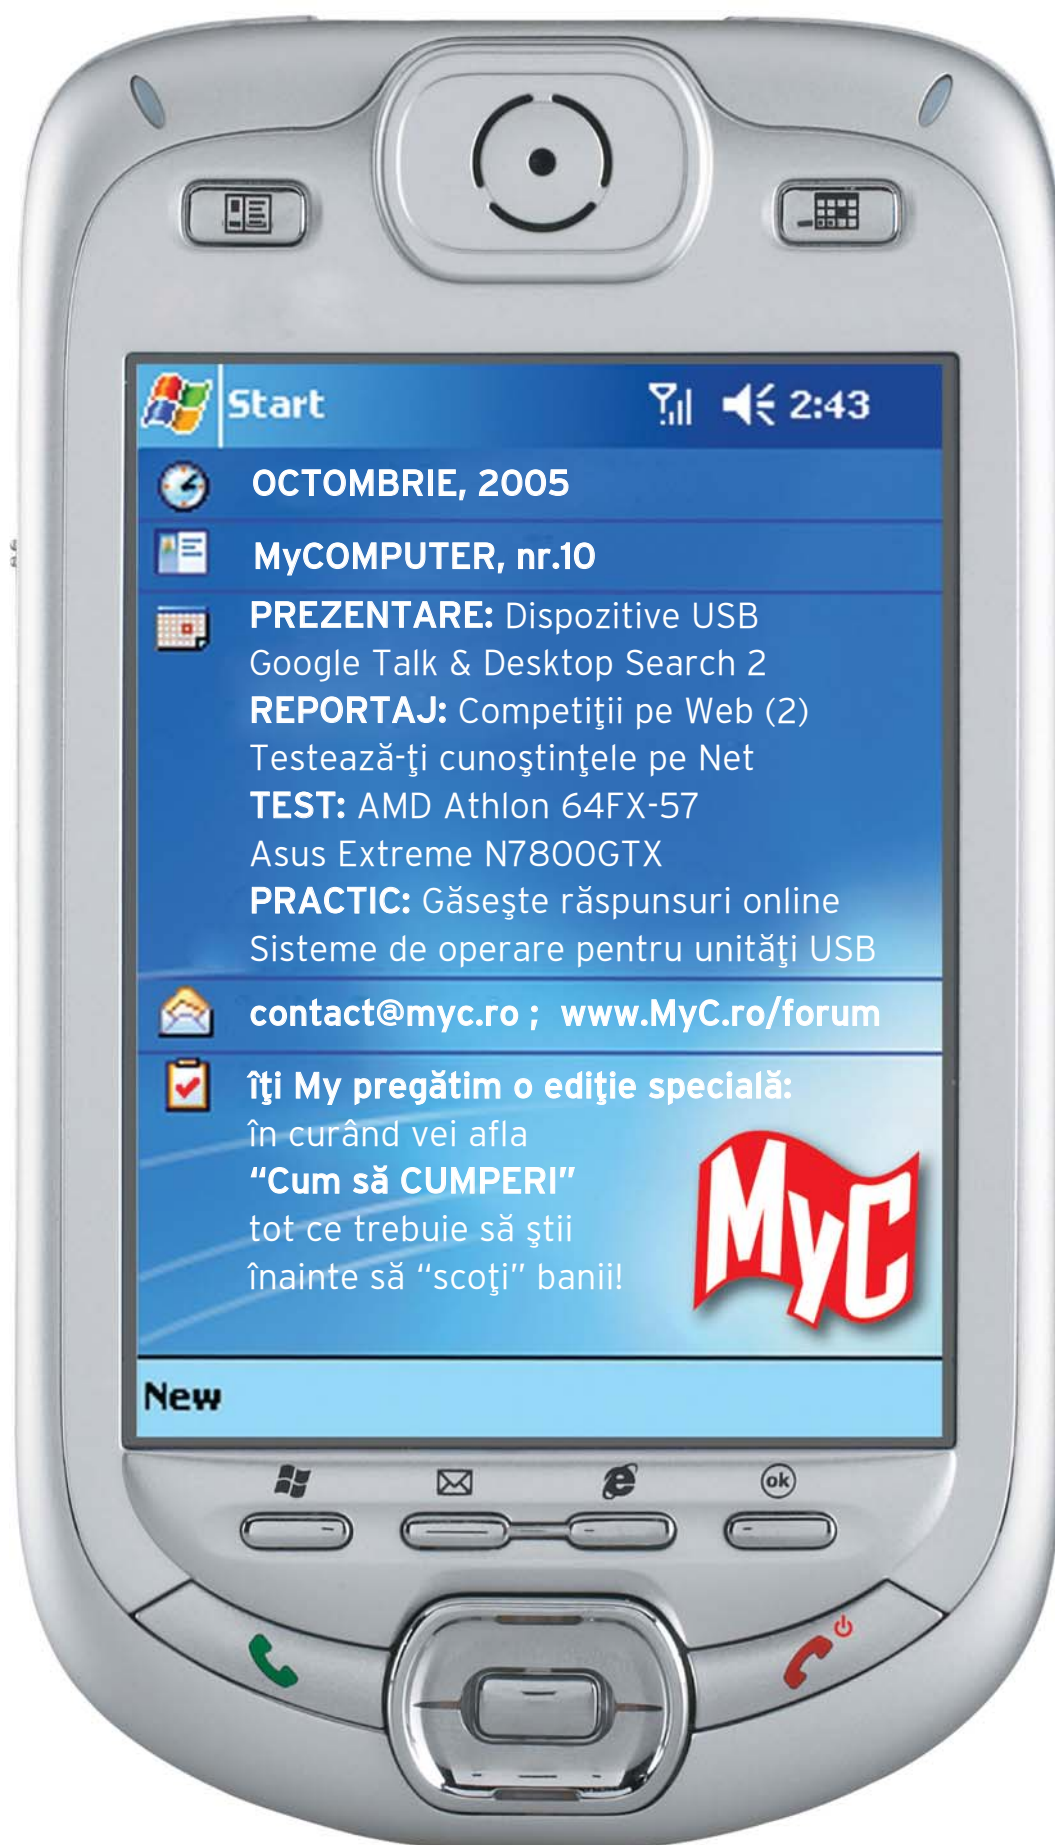 Start 2:43
OCTOMBRIE, 2005
MyCOMPUTER, nr.10
PREZENTARE: Dispozitive USB
Google Talk & Desktop Search 2
REPORTAJ: Competiţii pe Web (2)
Testează-ţi cunoştinţele pe Net
TEST: AMD Athlon 64FX-57
Asus Extreme N7800GTX
PRACTIC: Găseşte răspunsuri online
Sisteme de operare pentru unităţi USB
contact@myc.ro ; www.MyC.ro/forum
îţi My pregătim o ediţie specială:
în curând vei afla
“Cum să CUMPERI”
tot ce trebuie să ştii
înainte să “scoţi” banii!
MyC
New
ok